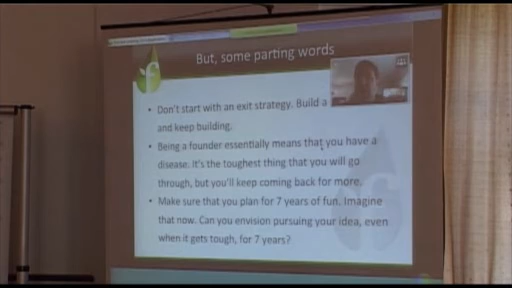 But, some parting words
• Don't start with an exit strategy. Build a
and keep building.
• Being a founder essentially means that you have a
disease. It's the toughest thing that you will go
through, but you'll keep coming back for more.
• Make sure that you plan for 7 years of fun. Imagine
that now. Can you envision pursuing your idea, even
when it gets tough, for 7 years?